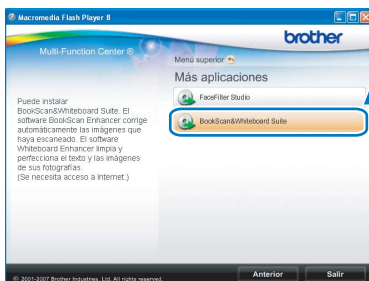 Macromedia Flash Player 8
brother
Multi-Function Center ®
Menú superior
Más aplicaciones
FaceFilter Studio
BookScan&Whiteboard Suite
Puede instalar
BookScan&Whiteboard Suite. El
software BookScan Enhancer corrige
automáticamente las imágenes que
haya escaneado. El software
Whiteboard Enhancer limpia y
perfecciona el texto y las imágenes
de sus fotografías.
(Se necesita acceso a Internet.)
© 2001-2007 Brother Industries, Ltd. All rights reserved.
Anterior
Salir